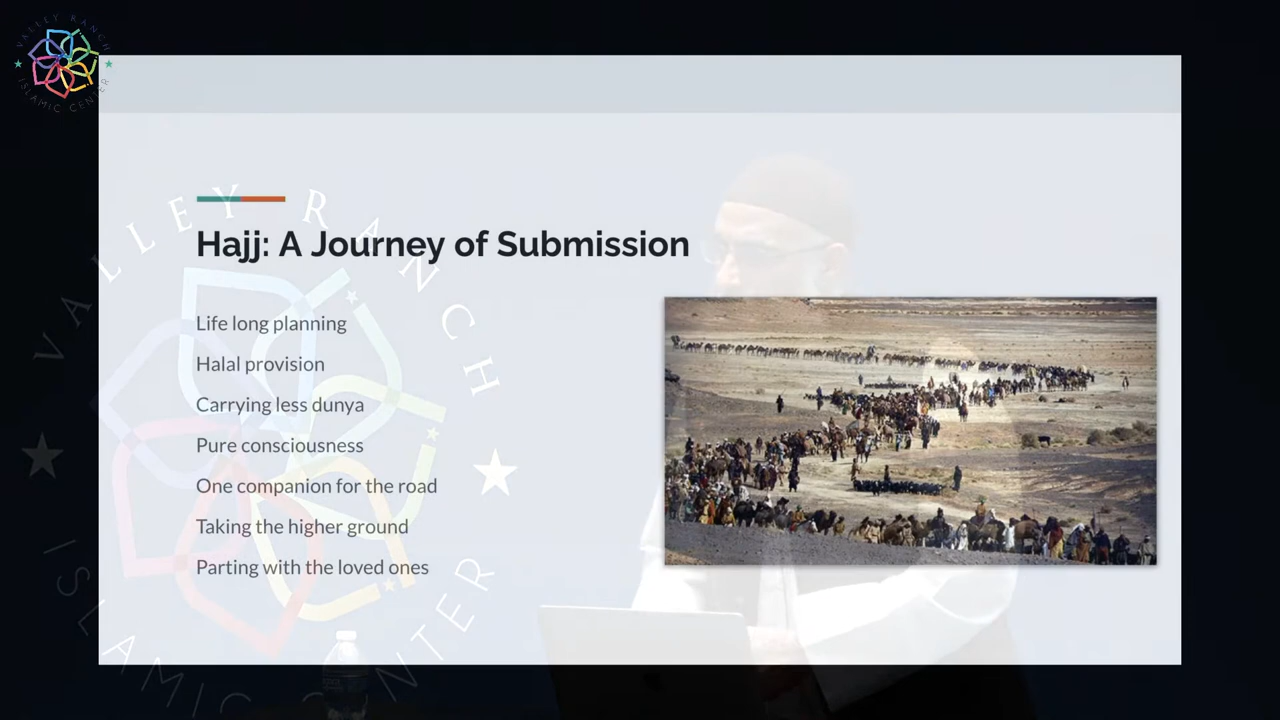 VALLEY RANCH
ISLAMIC CENTER
Hajj: A Journey of Submission
Life long planning
Halal provision
Carrying less dunya
Pure consciousness
One companion for the road
Taking the higher ground
Parting with the loved ones
VALLEY RANCH
ISLAMIC CENTER